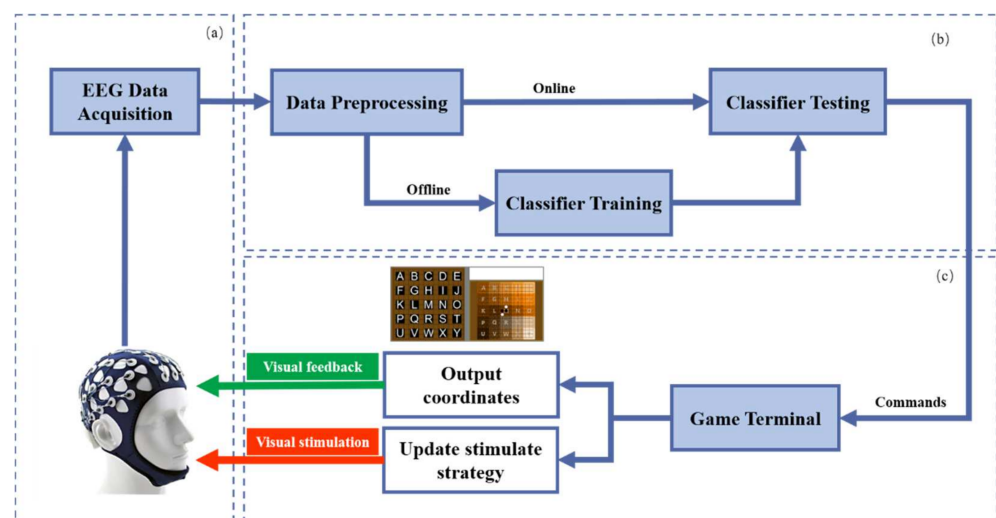 (a)
EEG Data
Acquisition
(b)
Data Preprocessing
Online
Classifier Testing
Offline
Classifier Training
(c)
A B C D E
F G H I J
K L M N O
P Q R S T
U V W X Y
Visual feedback
Output
coordinates
Visual stimulation
Update stimulate
strategy
Game Terminal
Commands